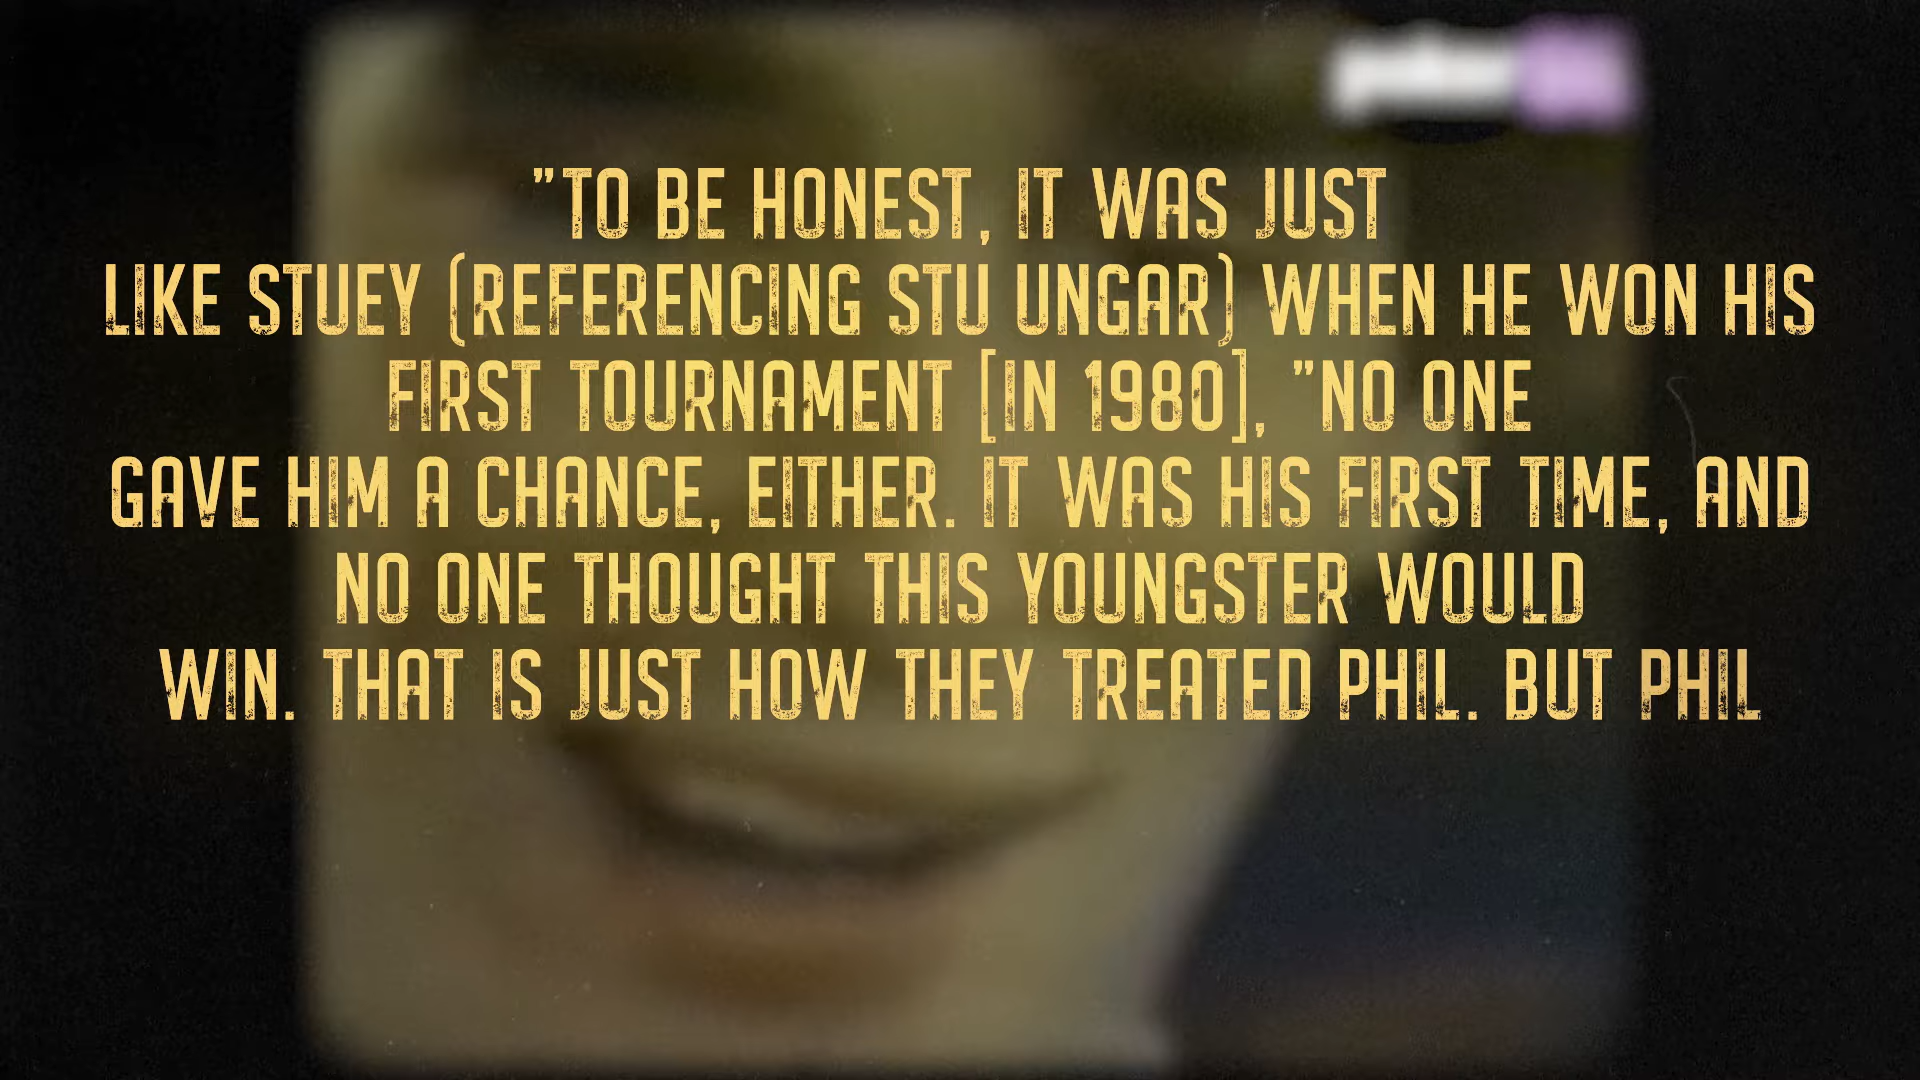 "TO BE HONEST, IT WAS JUST
LIKE STUEY (REFERENCING STU UNGAR) WHEN HE WON HIS
FIRST TOURNAMENT [IN 1980], "NO ONE
GAVE HIM A CHANCE, EITHER. IT WAS HIS FIRST TIME, AND
NO ONE THOUGHT THIS YOUNGSTER WOULD
WIN. THAT IS JUST HOW THEY TREATED PHIL. BUT PHIL